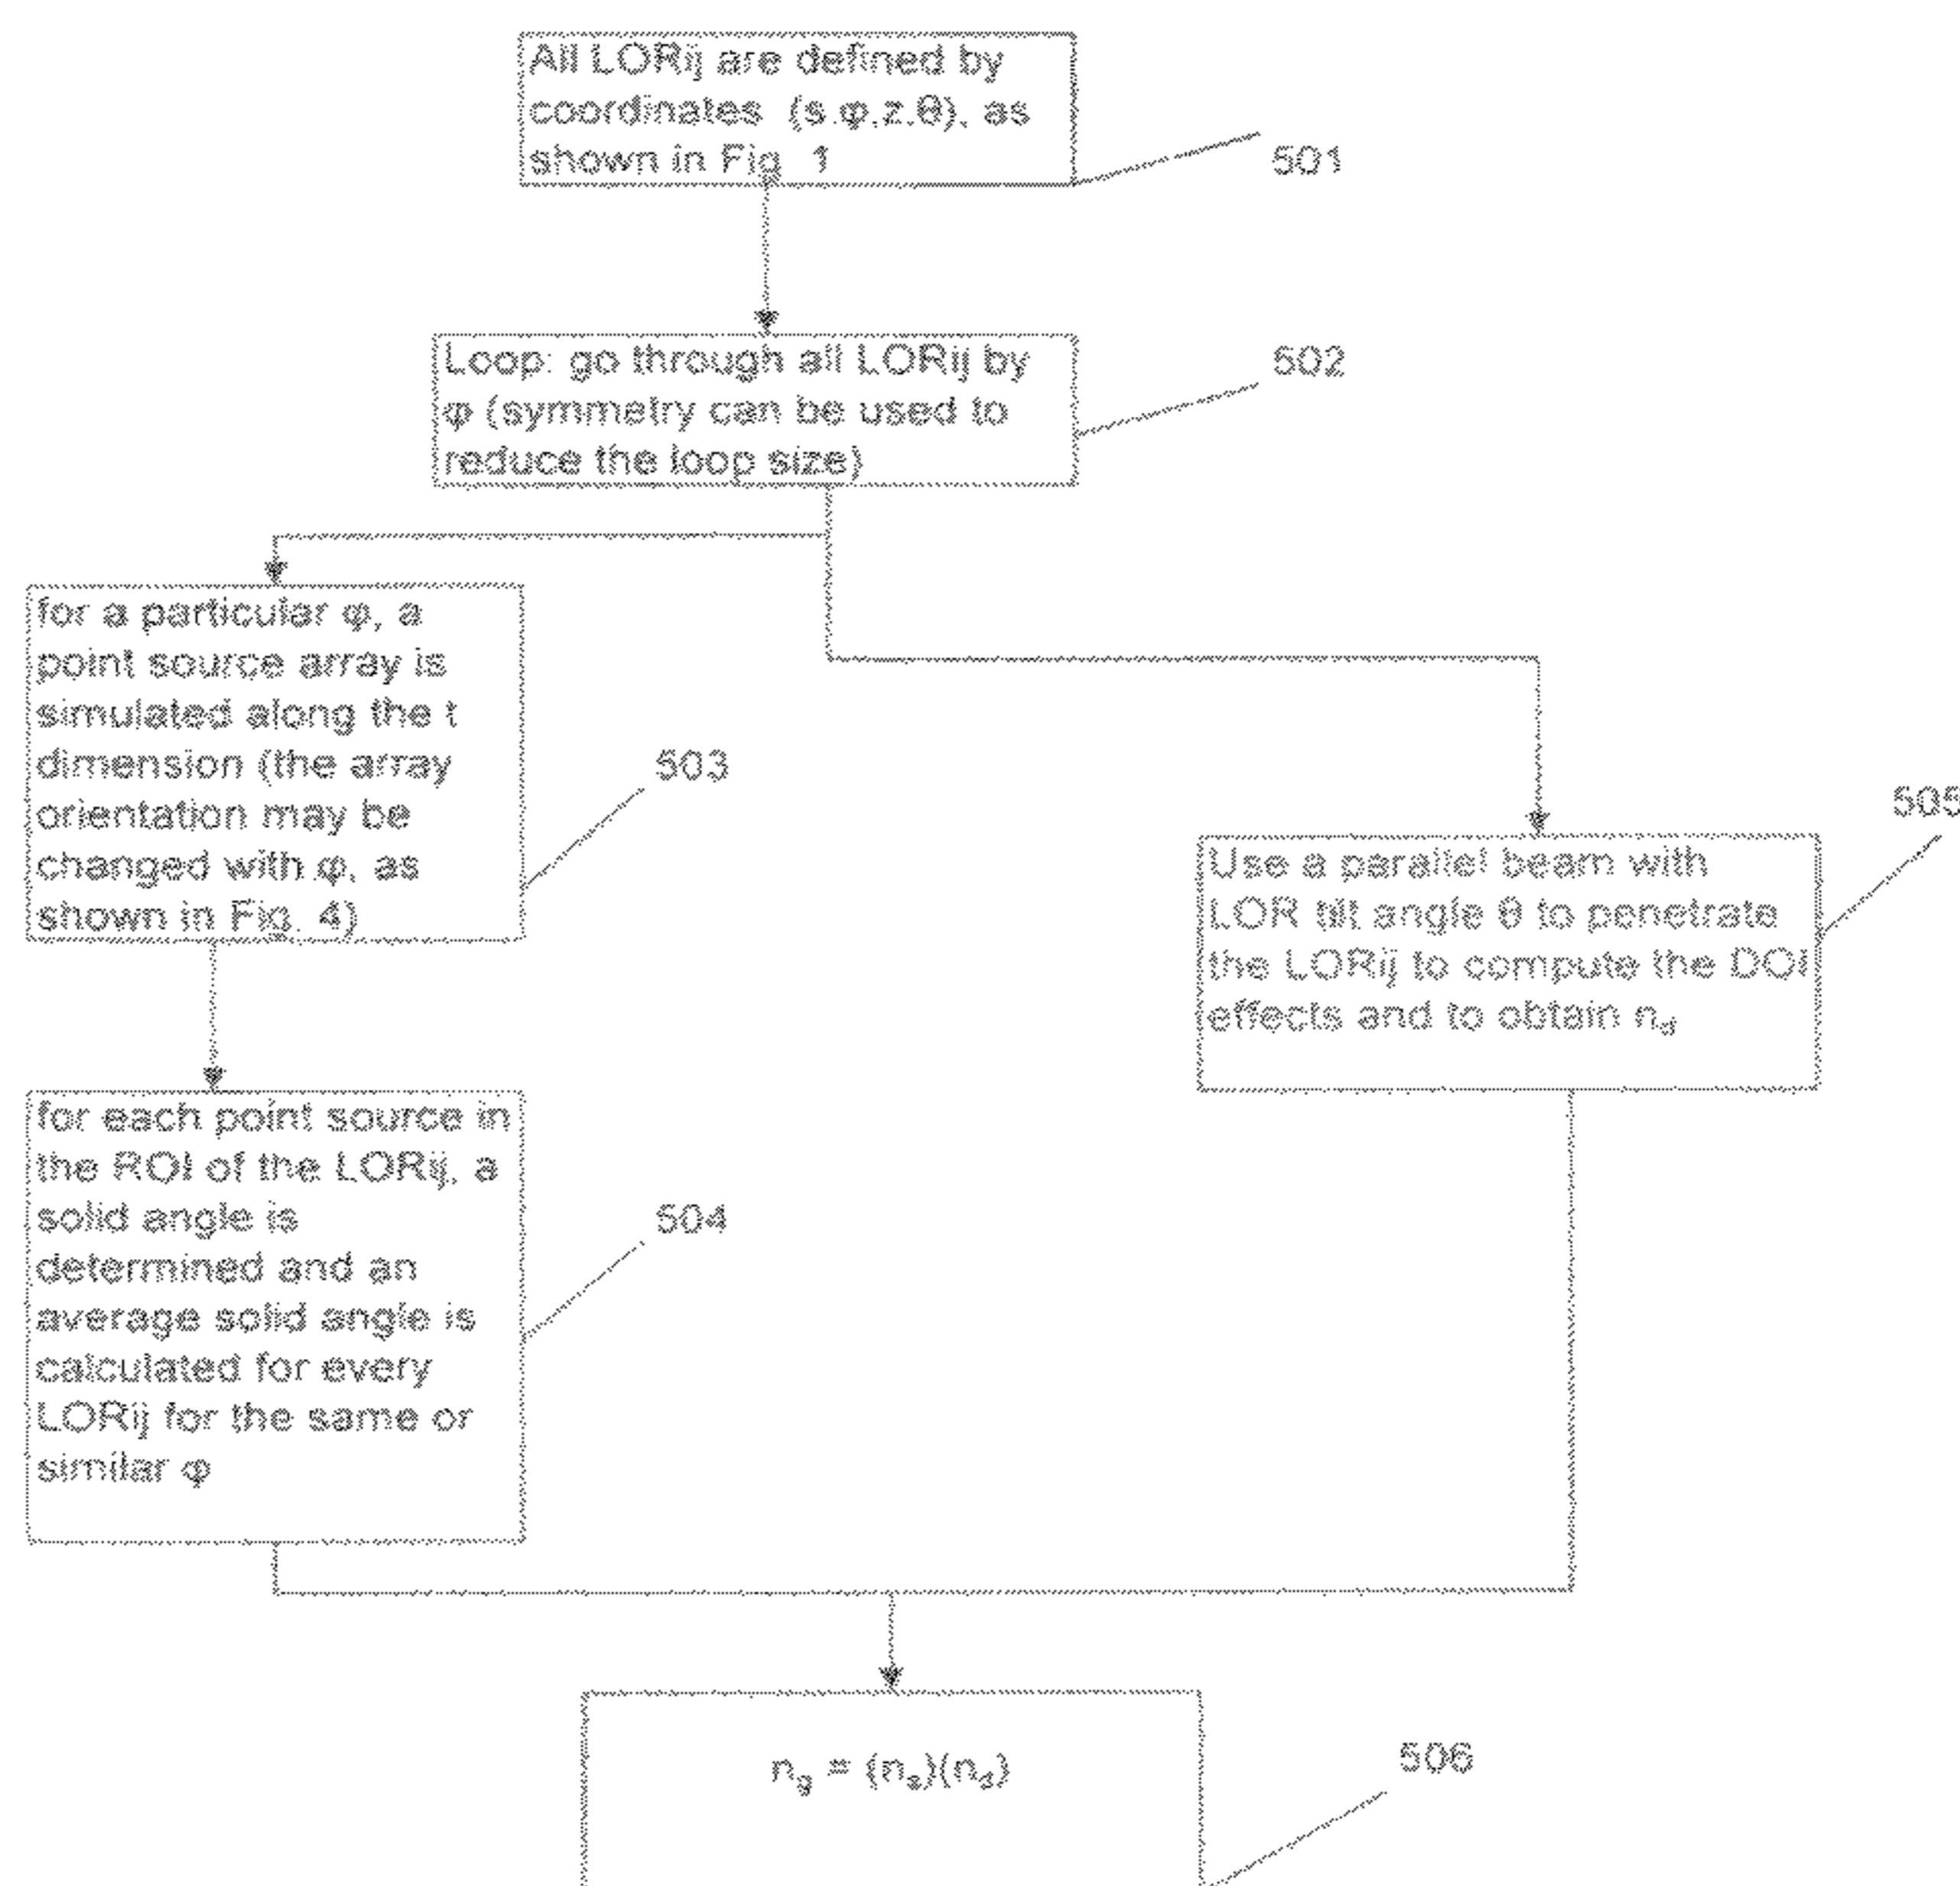 All LORij are defined by
coordinates (s.φ.z.θ), as
shown in Fig. 1
501
Loop: go through all LORij by
φ (symmetry can be used to
reduce the loop size)
502
for a particular φ, a
point source array is
simulated along the t
dimension (the array
orientation may be
changed with φ, as
shown in Fig. 4)
503
505
Use a parallel beam with
LOR tilt angle θ to penetrate
the LORij to compute the DOI
effects and to obtain n_d
for each point source in
the ROI of the LORij, a
solid angle is
determined and an
average solid angle is
calculated for every
LORij for the same or
similar φ
504
n_g = (n_a)(n_d)
506